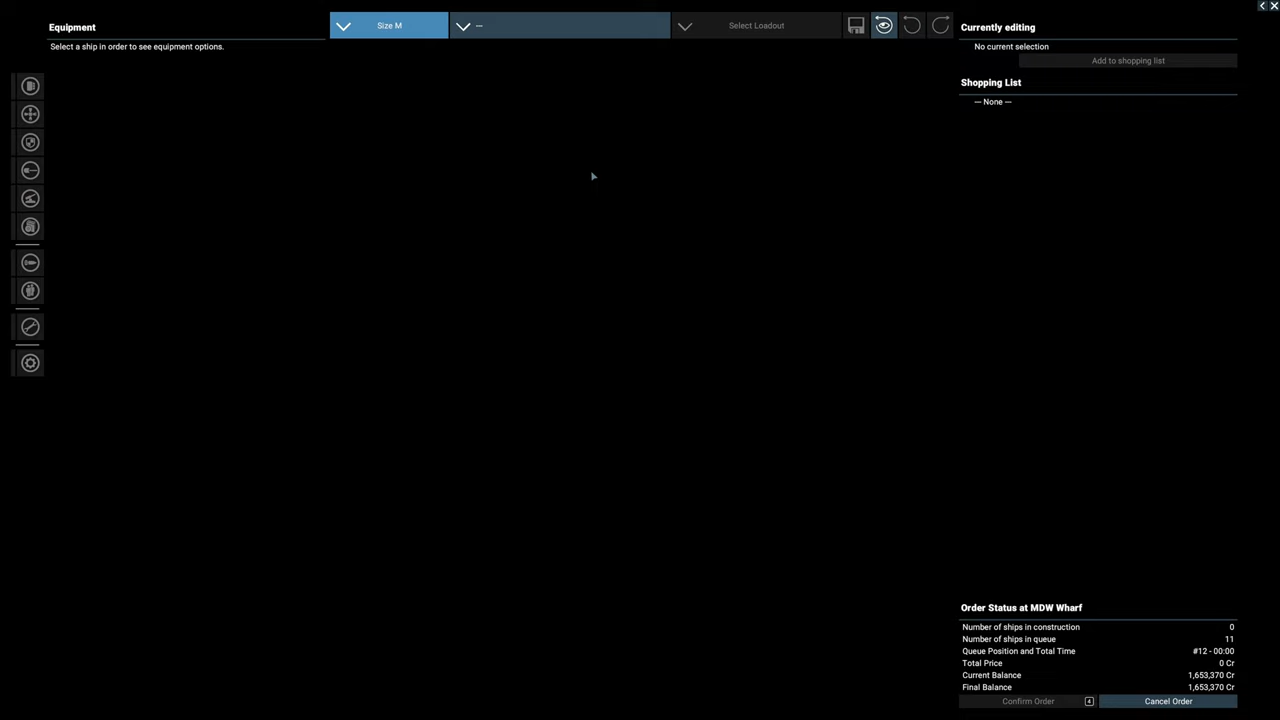 Equipment
Select a ship in order to see equipment options.
Size M
—
Select Loadout
Currently editing
No current selection
Add to shopping list
Shopping List
— None —
Order Status at MDW Wharf
Number of ships in construction 0
Number of ships in queue 11
Queue Position and Total Time #12 - 00:00
Total Price 0 Cr
Current Balance 1,653,370 Cr
Final Balance 1,653,370 Cr
Confirm Order 4
Cancel Order